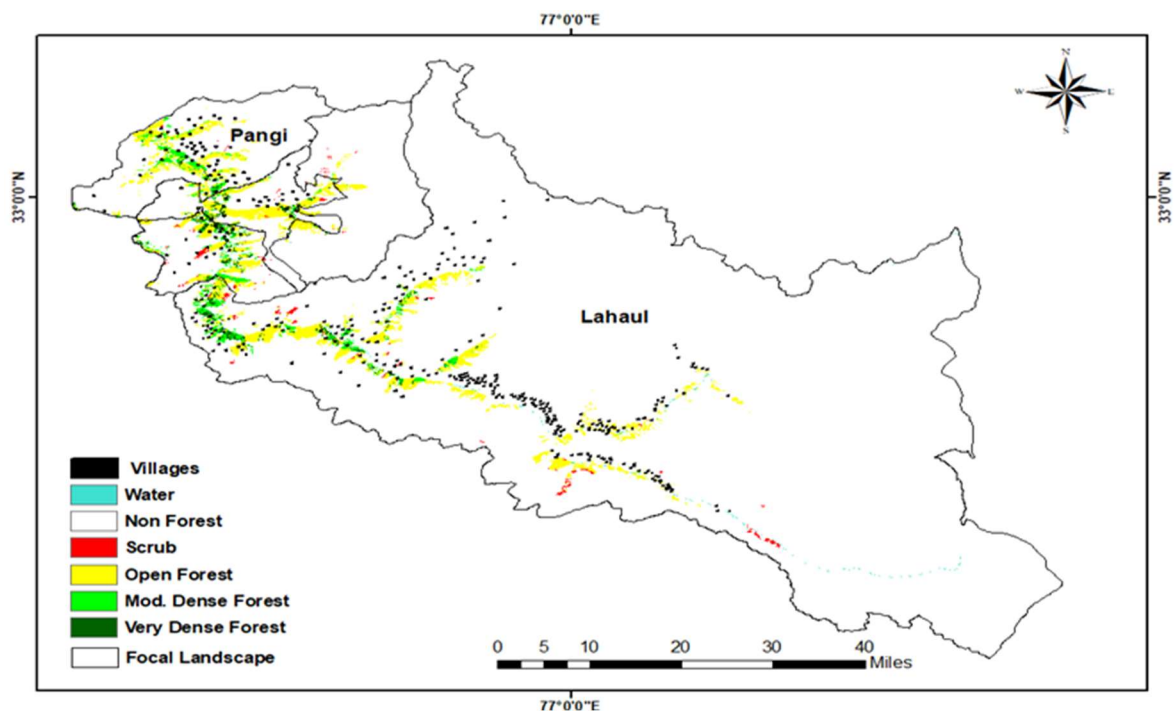 77°0'0"E
N
W E
S
Pangi
33°0'0"N
33°0'0"N
Lahaul
Villages
Water
Non Forest
Scrub
Open Forest
Mod. Dense Forest
Very Dense Forest
Focal Landscape
0 5 10 20 30 40
Miles
77°0'0"E